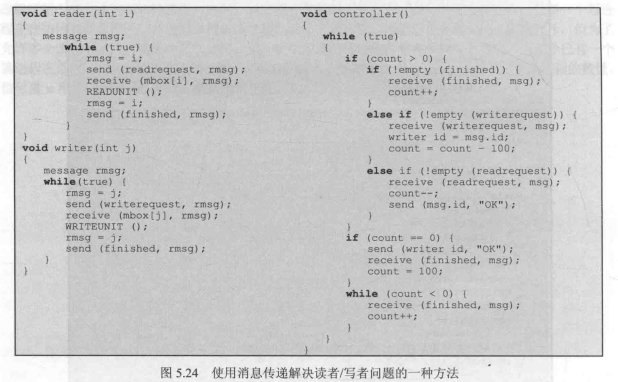 void reader(int i)
{
message rmsg;
while (true) {
rmsg = i;
send (readrequest, rmsg);
receive (mbox[i], rmsg);
READUNIT ();
rmsg = i;
send (finished, rmsg);
}
}
void writer(int j)
{
message rmsg;
while(true) {
rmsg = j;
send (writerequest, rmsg);
receive (mbox[j], rmsg);
WRITEUNIT ();
rmsg = j;
send (finished, rmsg);
}
}
void controller()
{
while (true)
{
if (count > 0) {
if (!empty (finished)) {
receive (finished, msg);
count++;
}
else if (!empty (writerequest)) {
receive (writerequest, msg);
writer id = msg.id;
count = count - 100;
}
else if (!empty (readrequest)) {
receive (readrequest, msg);
count--;
send (msg.id, "OK");
}
}
if (count == 0) {
send (writer id, "OK");
receive (finished, msg);
count = 100;
}
while (count < 0) {
receive (finished, msg);
count++;
}
}
}
图 5.24 使用消息传递解决读者/写者问题的一种方法